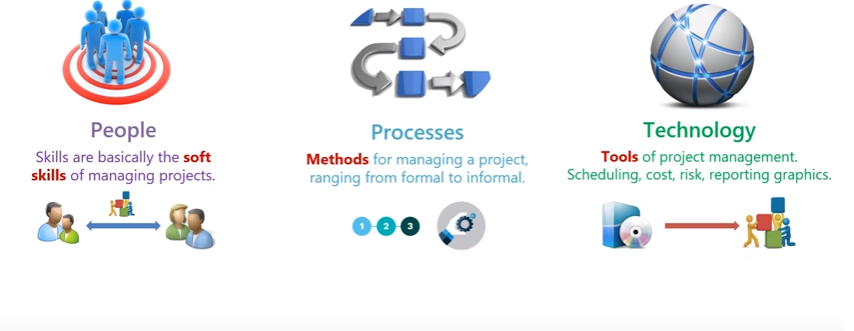 People
Skills are basically the soft
skills of managing projects.
Processes
Methods for managing a project,
ranging from formal to informal.
1 2 3
Technology
Tools of project management.
Scheduling, cost, risk, reporting graphics.